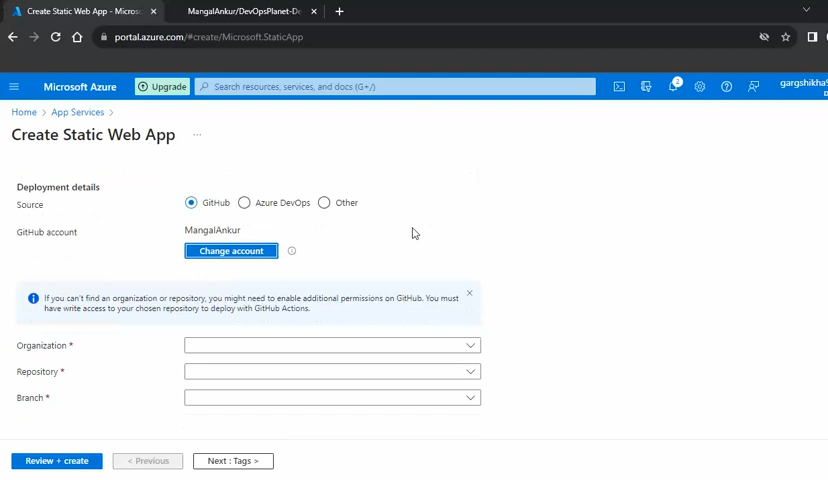 Create Static Web App - Micros
MangalAnkur/DevOpsPlanet-De
portal.azure.com/#create/Microsoft.StaticApp
Microsoft Azure
Upgrade
Search resources, services, and docs (G+/)
2
gargshikha9
Home > App Services >
Create Static Web App ...
Deployment details
Source
GitHub
Azure DevOps
Other
GitHub account
MangalAnkur
Change account
If you can't find an organization or repository, you might need to enable additional permissions on GitHub. You must
have write access to your chosen repository to deploy with GitHub Actions.
Organization *
Repository *
Branch *
Review + create
< Previous
Next : Tags >